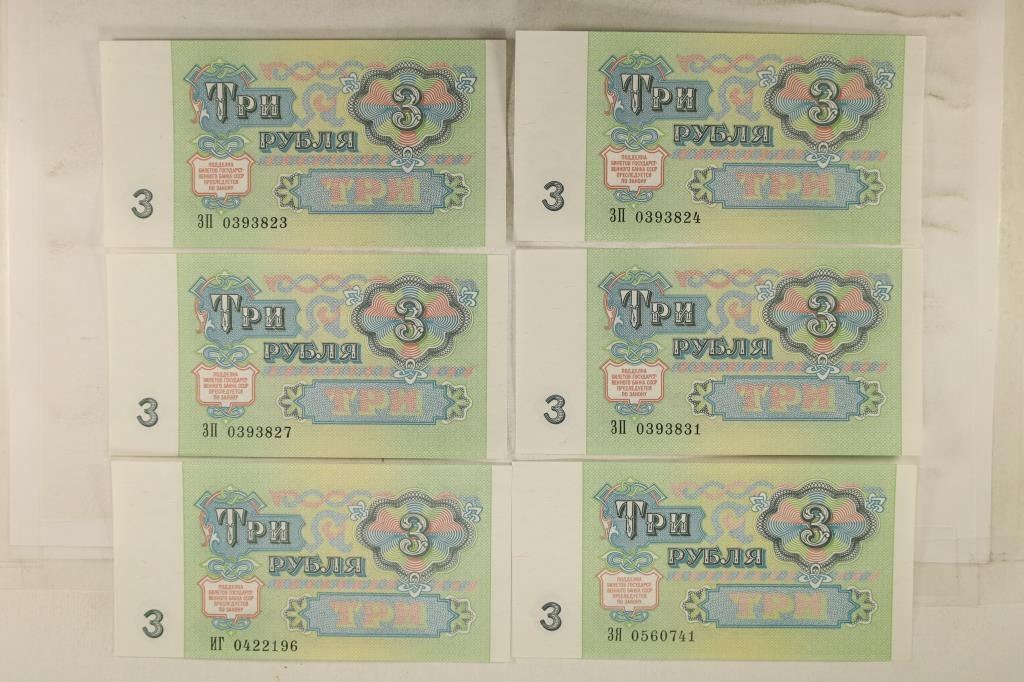 Три
3
РУБЛЯ
ПОДДЕЛКА
БИЛЕТОВ ГОСУДАРСТ-
ВЕННОГО БАНКА СССР
ПРЕСЛЕДУЕТСЯ
ПО ЗАКОНУ
ТРИ
3
ЗП 0393823
Три
3
РУБЛЯ
ПОДДЕЛКА
БИЛЕТОВ ГОСУДАРСТ-
ВЕННОГО БАНКА СССР
ПРЕСЛЕДУЕТСЯ
ПО ЗАКОНУ
ТРИ
3
ЗП 0393824
Три
3
РУБЛЯ
ПОДДЕЛКА
БИЛЕТОВ ГОСУДАРСТ-
ВЕННОГО БАНКА СССР
ПРЕСЛЕДУЕТСЯ
ПО ЗАКОНУ
ТРИ
3
ЗП 0393827
Три
3
РУБЛЯ
ПОДДЕЛКА
БИЛЕТОВ ГОСУДАРСТ-
ВЕННОГО БАНКА СССР
ПРЕСЛЕДУЕТСЯ
ПО ЗАКОНУ
ТРИ
3
ЗП 0393831
Три
3
РУБЛЯ
ПОДДЕЛКА
БИЛЕТОВ ГОСУДАРСТ-
ВЕННОГО БАНКА СССР
ПРЕСЛЕДУЕТСЯ
ПО ЗАКОНУ
ТРИ
3
ИГ 0422196
Три
3
РУБЛЯ
ПОДДЕЛКА
БИЛЕТОВ ГОСУДАРСТ-
ВЕННОГО БАНКА СССР
ПРЕСЛЕДУЕТСЯ
ПО ЗАКОНУ
ТРИ
3
ЗЯ 0560741